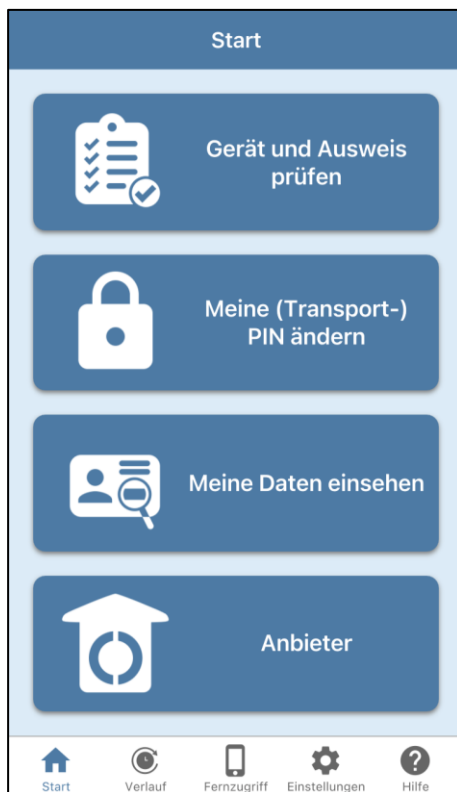 Start
Gerät und Ausweis
prüfen
Meine (Transport-)
PIN ändern
Meine Daten einsehen
Anbieter
Start
Verlauf
Fernzugriff
Einstellungen
Hilfe